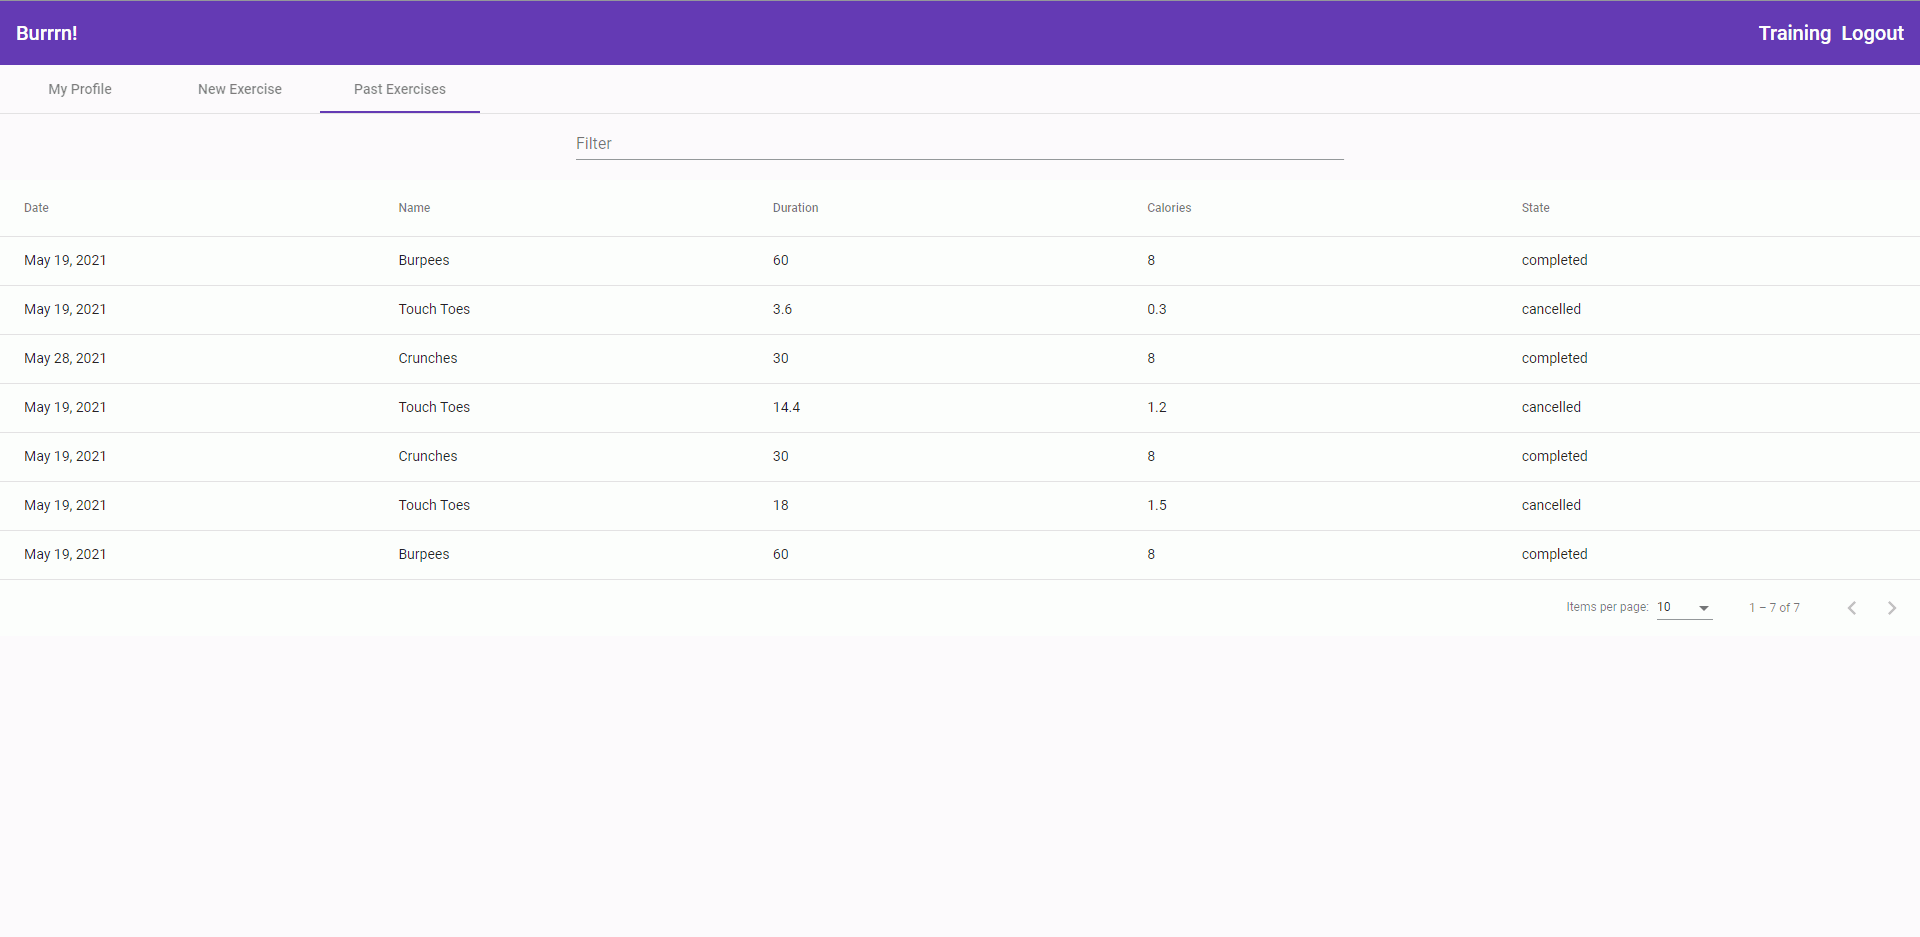 Burrrn! Training Logout
My Profile New Exercise Past Exercises
Filter
Date Name Duration Calories State
May 19, 2021 Burpees 60 8 completed
May 19, 2021 Touch Toes 3.6 0.3 cancelled
May 28, 2021 Crunches 30 8 completed
May 19, 2021 Touch Toes 14.4 1.2 cancelled
May 19, 2021 Crunches 30 8 completed
May 19, 2021 Touch Toes 18 1.5 cancelled
May 19, 2021 Burpees 60 8 completed
Items per page: 10 1 – 7 of 7